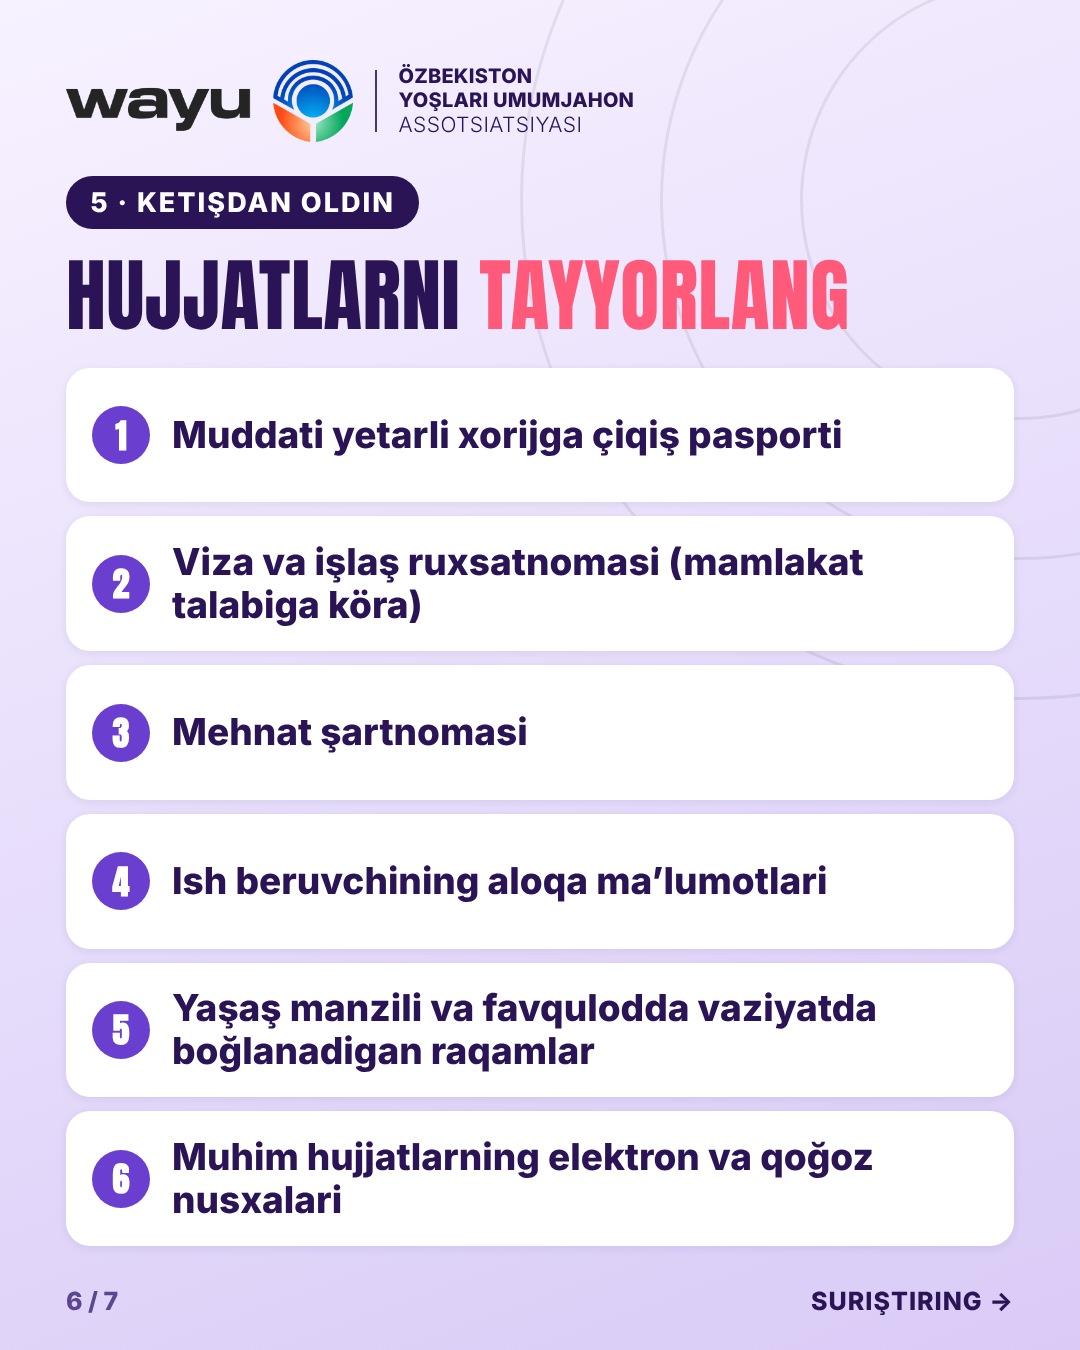 wayu
ÖZBEKISTON
YOŞLARI UMUMJAHON
ASSOTSIATSIYASI
5 · KETIŞDAN OLDIN
HUJJATLARNI TAYYORLANG
1 Muddati yetarli xorijga çiqiş pasporti
2 Viza va işlaş ruxsatnomasi (mamlakat
talabiga köra)
3 Mehnat şartnomasi
4 Ish beruvchining aloqa ma’lumotlari
5 Yaşaş manzili va favqulodda vaziyatda
boğlanadigan raqamlar
6 Muhim hujjatlarning elektron va qoğoz
nusxalari
6 / 7
SURIŞTIRING →